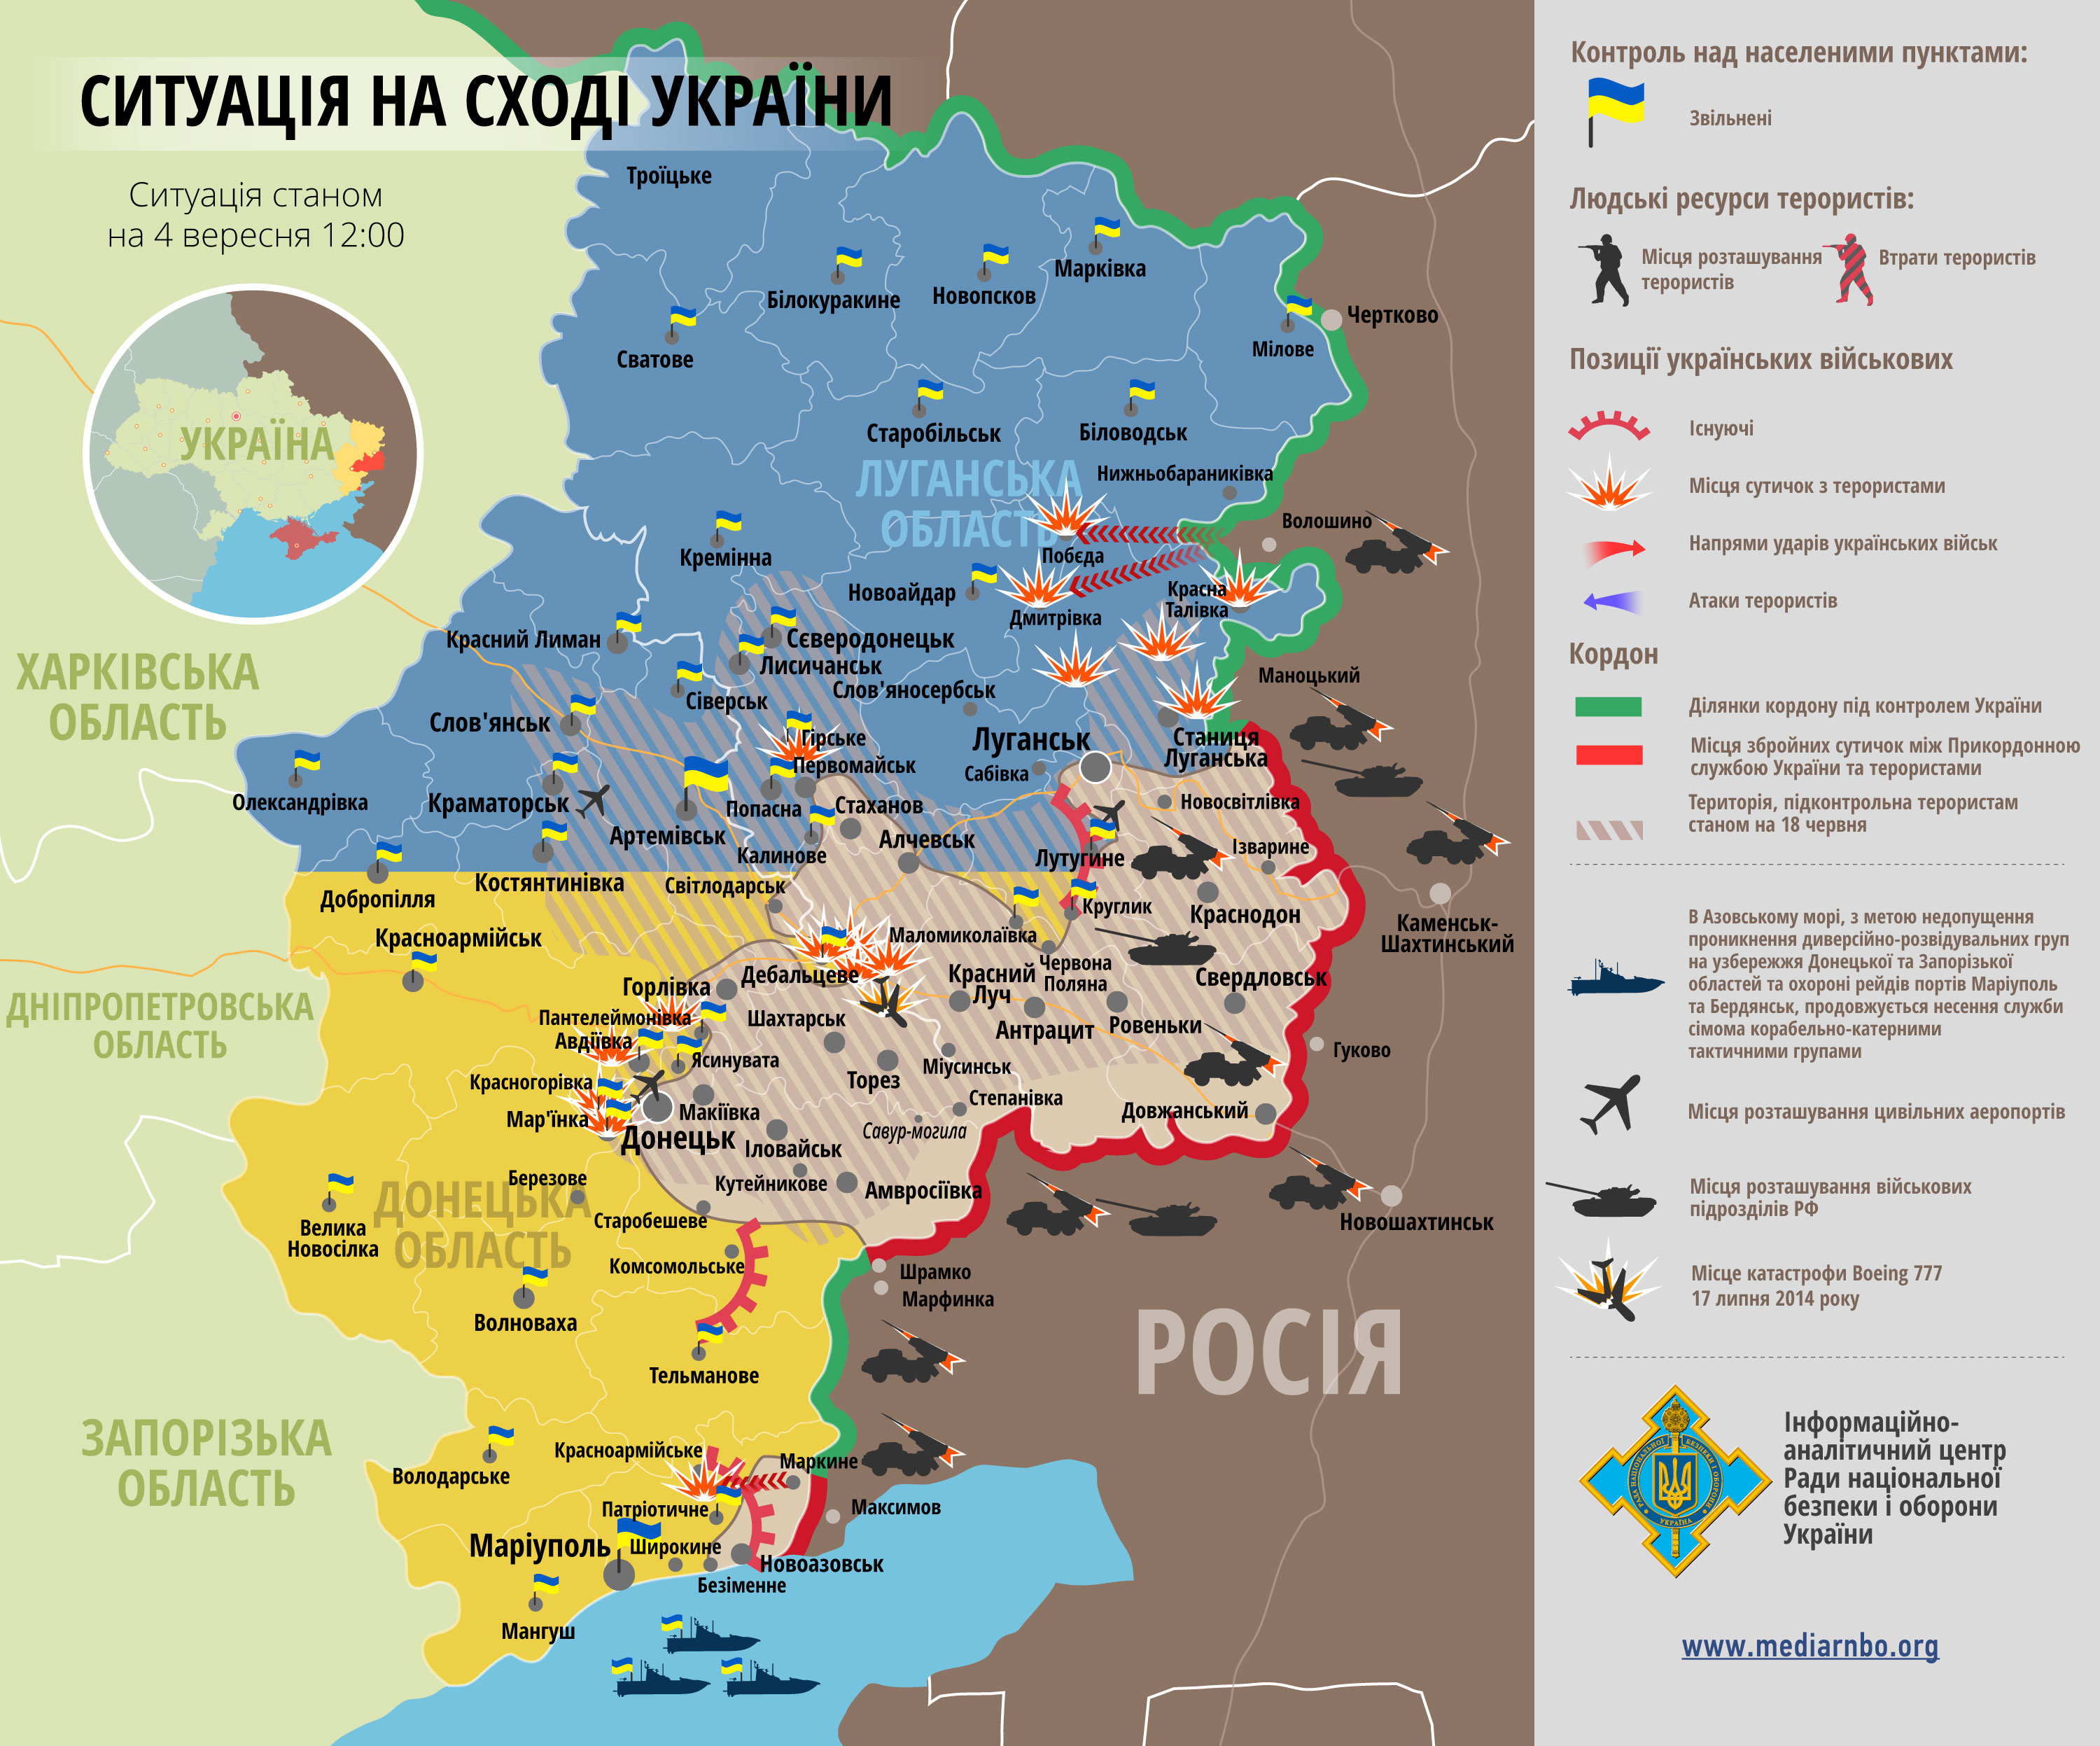 СИТУАЦІЯ НА СХОДІ УКРАЇНИ
Ситуація станом
на 4 вересня 12:00
УКРАЇНА
ХАРКІВСЬКА
ОБЛАСТЬ
ДНІПРОПЕТРОВСЬКА
ОБЛАСТЬ
ЗАПОРІЗЬКА
ОБЛАСТЬ
ЛУГАНСЬКА
ОБЛАСТЬ
ДОНЕЦЬКА
ОБЛАСТЬ
РОСІЯ
Троїцьке
Білокуракине
Новопсков
Марківка
Сватове
Мілове
Чертково
Старобільськ
Біловодськ
Нижньобараниківка
Волошино
Кремінна
Побєда
Новоайдар
Дмитрівка
Красна
Талівка
Красний Лиман
Сєверодонецьк
Лисичанськ
Сіверськ
Слов'яносербськ
Маноцький
Слов'янськ
Гірське
Луганськ
Станиця
Луганська
Первомайськ
Сабівка
Олександрівка
Краматорськ
Попасна
Стаханов
Новосвітлівка
Артемівськ
Калинове
Алчевськ
Лутугине
Ізварине
Костянтинівка
Світлодарськ
Добропілля
Круглик
Краснодон
Каменськ-
Шахтинський
Красноармійськ
Маломиколаївка
Дебальцеве
Червона
Поляна
Красний
Луч
Свердловськ
Горлівка
Пантелеймонівка
Шахтарськ
Антрацит
Ровеньки
Авдіївка
Ясинувата
Міусинськ
Гуково
Красногорівка
Торез
Степанівка
Мар'їнка
Макіївка
Довжанський
Савур-могила
Донецьк
Іловайськ
Березове
Кутейникове
Амвросіївка
Велика
Новосілка
Старобешеве
Новошахтинськ
Комсомольське
Шрамко
Марфинка
Волноваха
Тельманове
Красноармійське
Маркине
Володарське
Патріотичне
Максимов
Маріуполь
Широкине
Новоазовськ
Безіменне
Мангуш
Контроль над населеними пунктами:
Звільнені
Людські ресурси терористів:
Місця розташування
терористів
Втрати терористів
Позиції українських військових
Існуючі
Місця сутичок з терористами
Напрями ударів українських військ
Атаки терористів
Кордон
Ділянки кордону під контролем України
Місця збройних сутичок між Прикордонною
службою України та терористами
Територія, підконтрольна терористам
станом на 18 червня
В Азовському морі, з метою недопущення
проникнення диверсійно-розвідувальних груп
на узбережжя Донецької та Запорізької
областей та охороні рейдів портів Маріуполь
та Бердянськ, продовжується несення служби
сімома корабельно-катерними
тактичними групами
Місця розташування цивільних аеропортів
Місця розташування військових
підрозділів РФ
Місце катастрофи Boeing 777
17 липня 2014 року
Інформаційно-
аналітичний центр
Ради національної
безпеки і оборони
України
www.mediarnbo.org